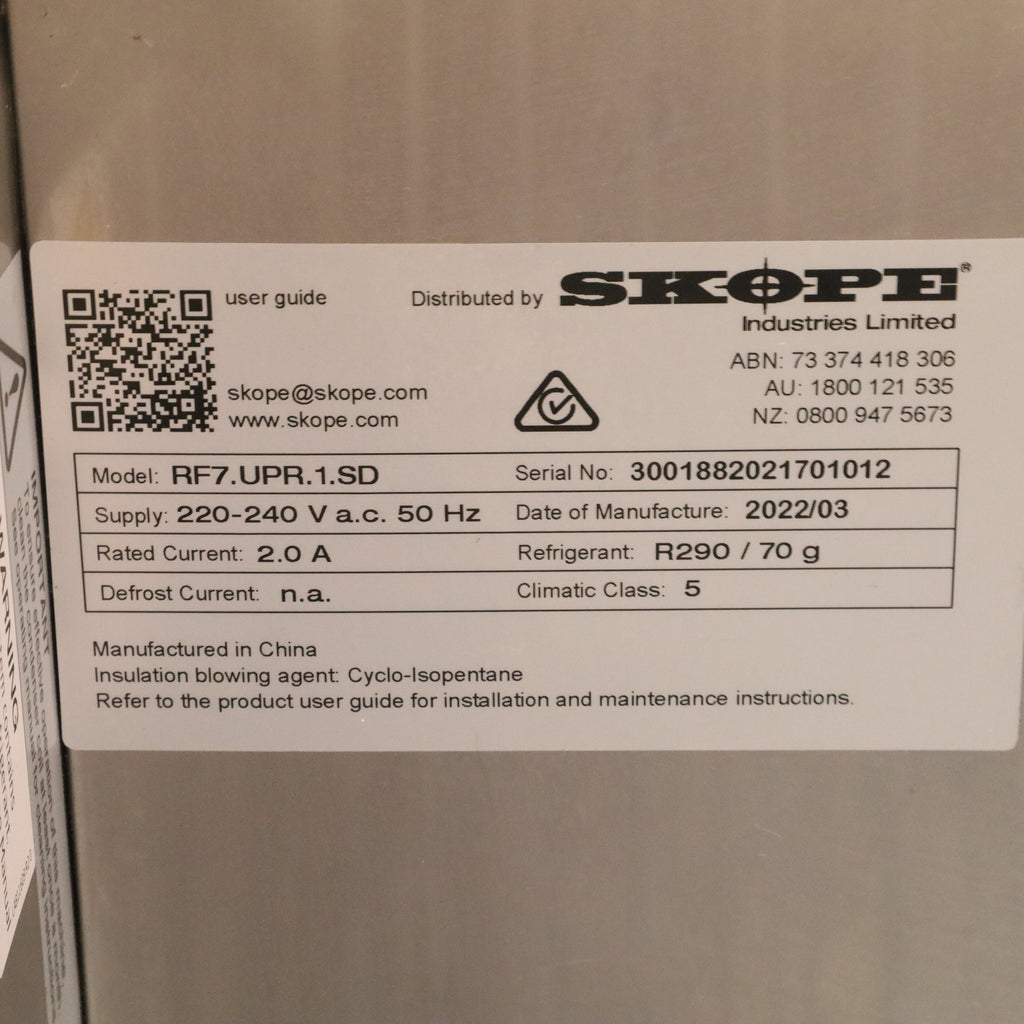 user guide
Distributed by SKOPE®
Industries Limited
skope@skope.com
www.skope.com
ABN: 73 374 418 306
AU: 1800 121 535
NZ: 0800 947 5673
Model: RF7.UPR.1.SD Serial No: 3001882021701012
Supply: 220-240 V a.c. 50 Hz Date of Manufacture: 2022/03
Rated Current: 2.0 A Refrigerant: R290 / 70 g
Defrost Current: n.a. Climatic Class: 5
Manufactured in China
Insulation blowing agent: Cyclo-Isopentane
Refer to the product user guide for installation and maintenance instructions.
IMPORTANT
WARNING